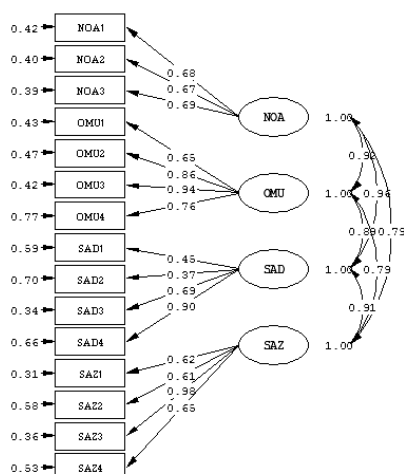 0.42 NOA1
0.40 NOA2
0.39 NOA3
0.43 OMU1
0.47 OMU2
0.42 OMU3
0.77 OMU4
0.59 SAD1
0.70 SAD2
0.34 SAD3
0.66 SAD4
0.31 SAZ1
0.58 SAZ2
0.36 SAZ3
0.53 SAZ4
0.68
0.67
0.69
0.65
0.86
0.94
0.76
0.45
0.37
0.69
0.90
0.62
0.61
0.98
0.65
NOA 1.00
OMU 1.00
SAD 1.00
SAZ 1.00
0.92
0.96
0.89
0.79
0.79
0.91